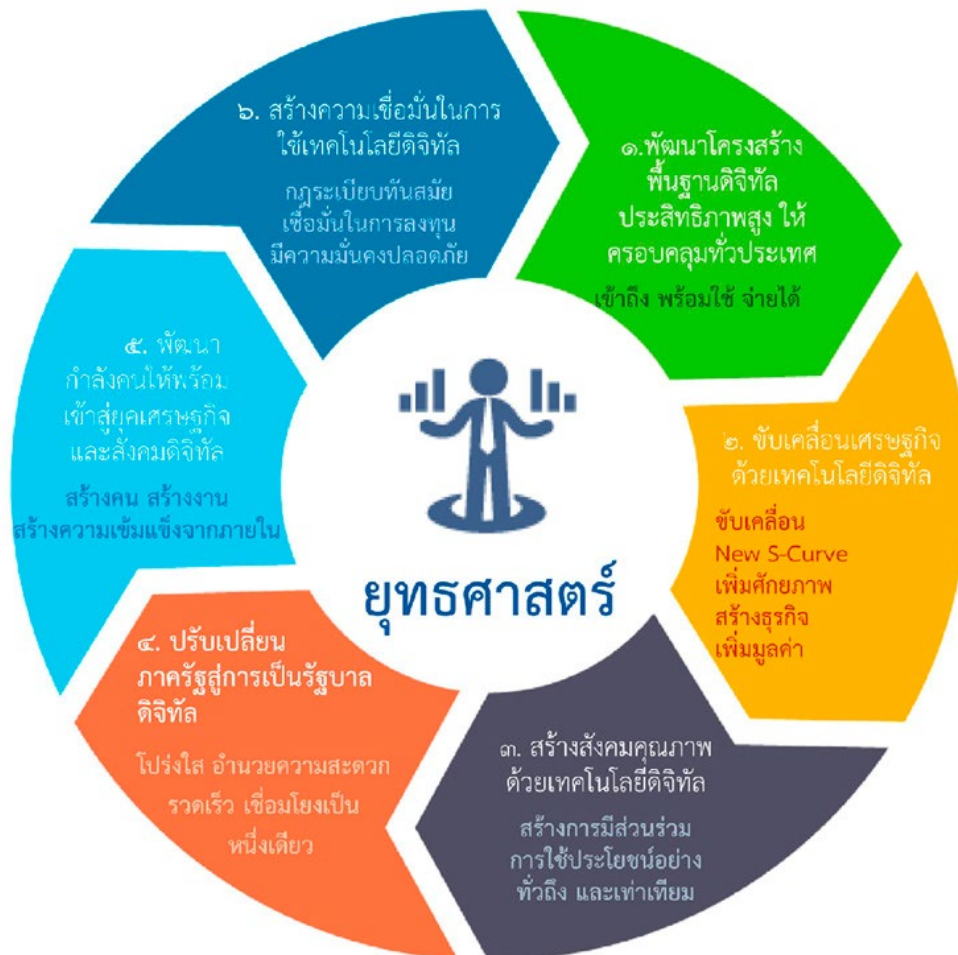 ๖. สร้างความเชื่อมั่นในการ
ใช้เทคโนโลยีดิจิทัล
กฎระเบียบทันสมัย
เชื่อมั่นในการลงทุน
มีความมั่นคงปลอดภัย
๑.พัฒนาโครงสร้าง
พื้นฐานดิจิทัล
ประสิทธิภาพสูง ให้
ครอบคลุมทั่วประเทศ
เข้าถึง พร้อมใช้ จ่ายได้
๒. ขับเคลื่อนเศรษฐกิจ
ด้วยเทคโนโลยีดิจิทัล
ขับเคลื่อน
New S-Curve
เพิ่มศักยภาพ
สร้างธุรกิจ
เพิ่มมูลค่า
๓. สร้างสังคมคุณภาพ
ด้วยเทคโนโลยีดิจิทัล
สร้างการมีส่วนร่วม
การใช้ประโยชน์อย่าง
ทั่วถึง และเท่าเทียม
๔. ปรับเปลี่ยน
ภาครัฐสู่การเป็นรัฐบาล
ดิจิทัล
โปร่งใส อำนวยความสะดวก
รวดเร็ว เชื่อมโยงเป็น
หนึ่งเดียว
๕. พัฒนา
กำลังคนให้พร้อม
เข้าสู่ยุคเศรษฐกิจ
และสังคมดิจิทัล
สร้างคน สร้างงาน
สร้างความเข้มแข็งจากภายใน
ยุทธศาสตร์